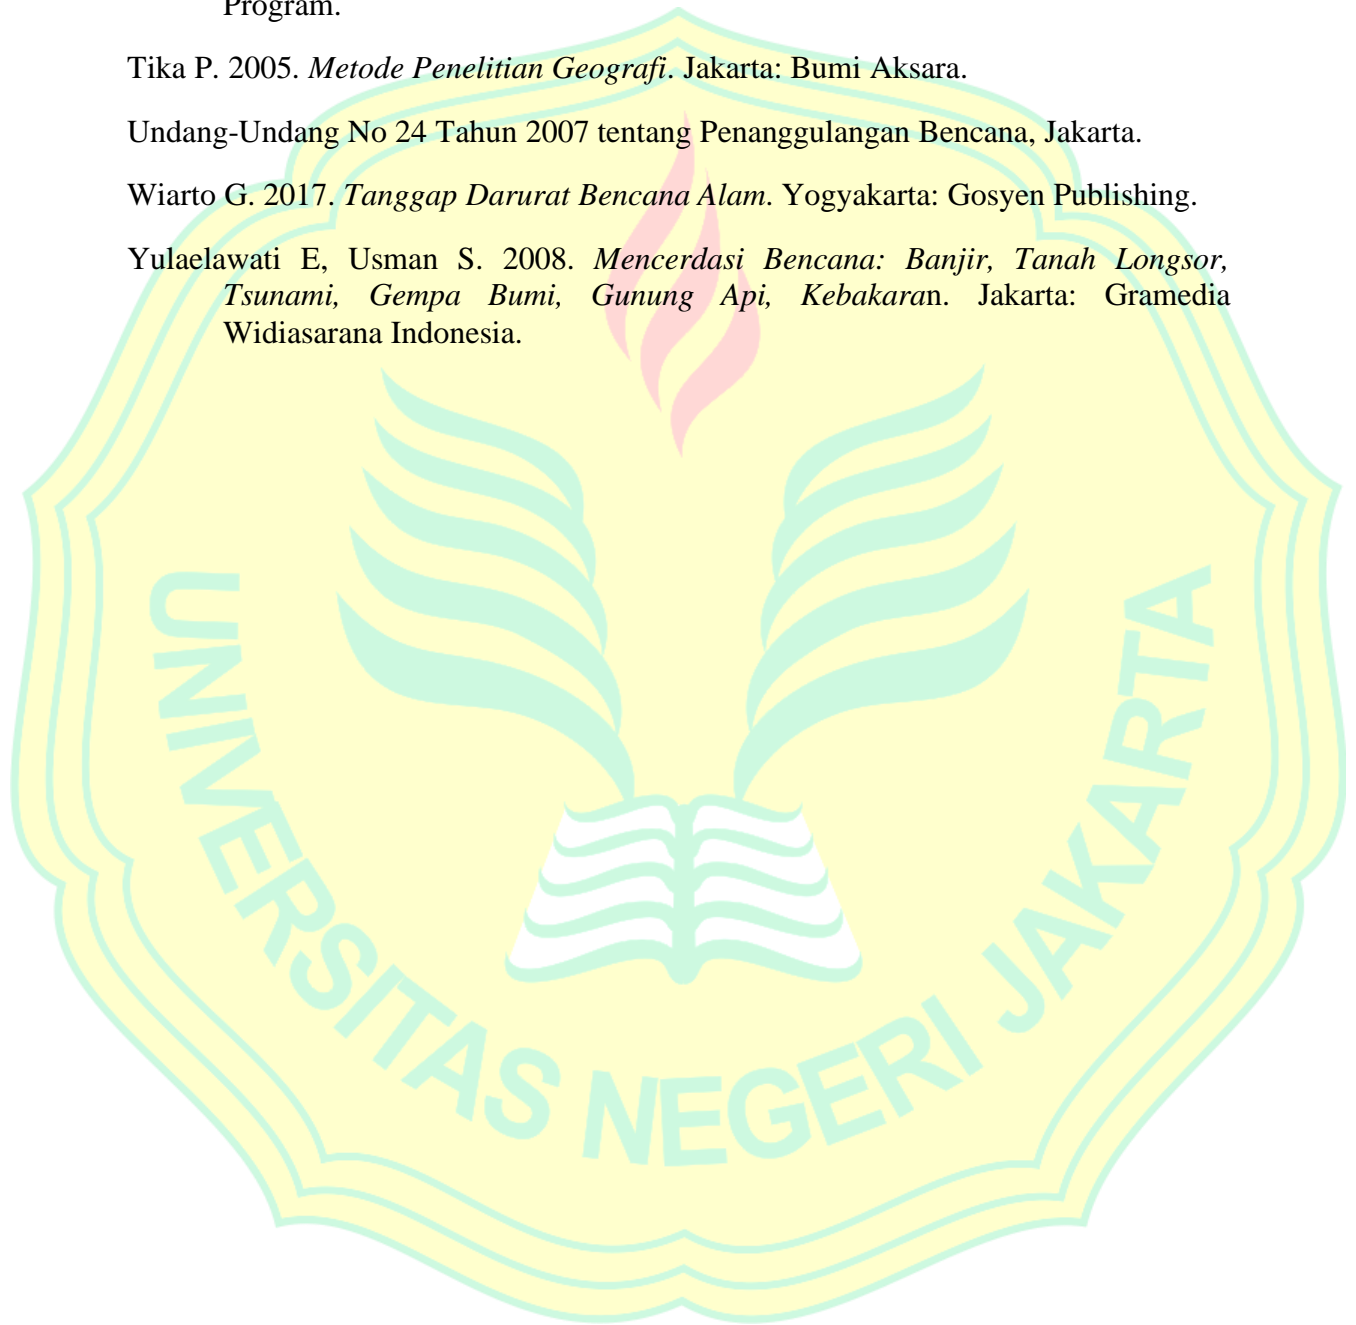 Program.
Tika P. 2005. Metode Penelitian Geografi. Jakarta: Bumi Aksara.
Undang-Undang No 24 Tahun 2007 tentang Penanggulangan Bencana, Jakarta.
Wiarto G. 2017. Tanggap Darurat Bencana Alam. Yogyakarta: Gosyen Publishing.
Yulaelawati E, Usman S. 2008. Mencerdasi Bencana: Banjir, Tanah Longsor,
Tsunami, Gempa Bumi, Gunung Api, Kebakaran. Jakarta: Gramedia
Widiasarana Indonesia.
UNIVERSITAS NEGERI JAKARTA